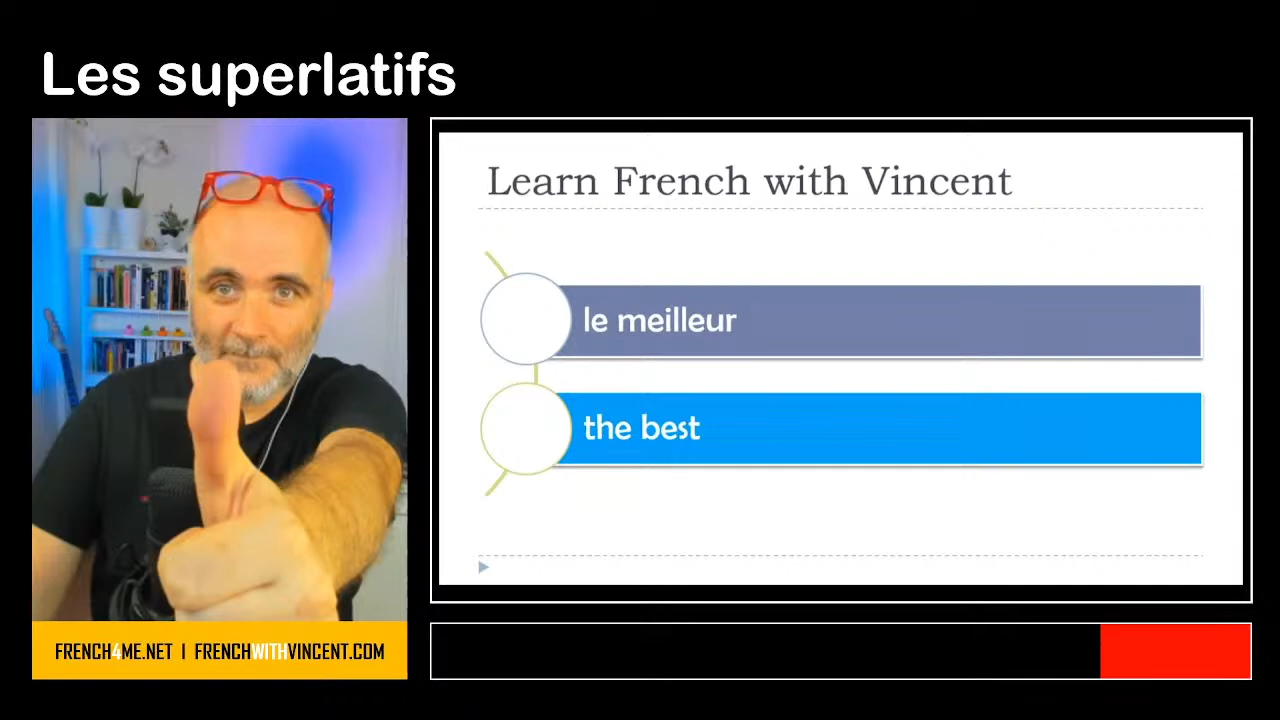 Les superlatifs
Learn French with Vincent
le meilleur
the best
FRENCH4ME.NET I FRENCHWITHVINCENT.COM